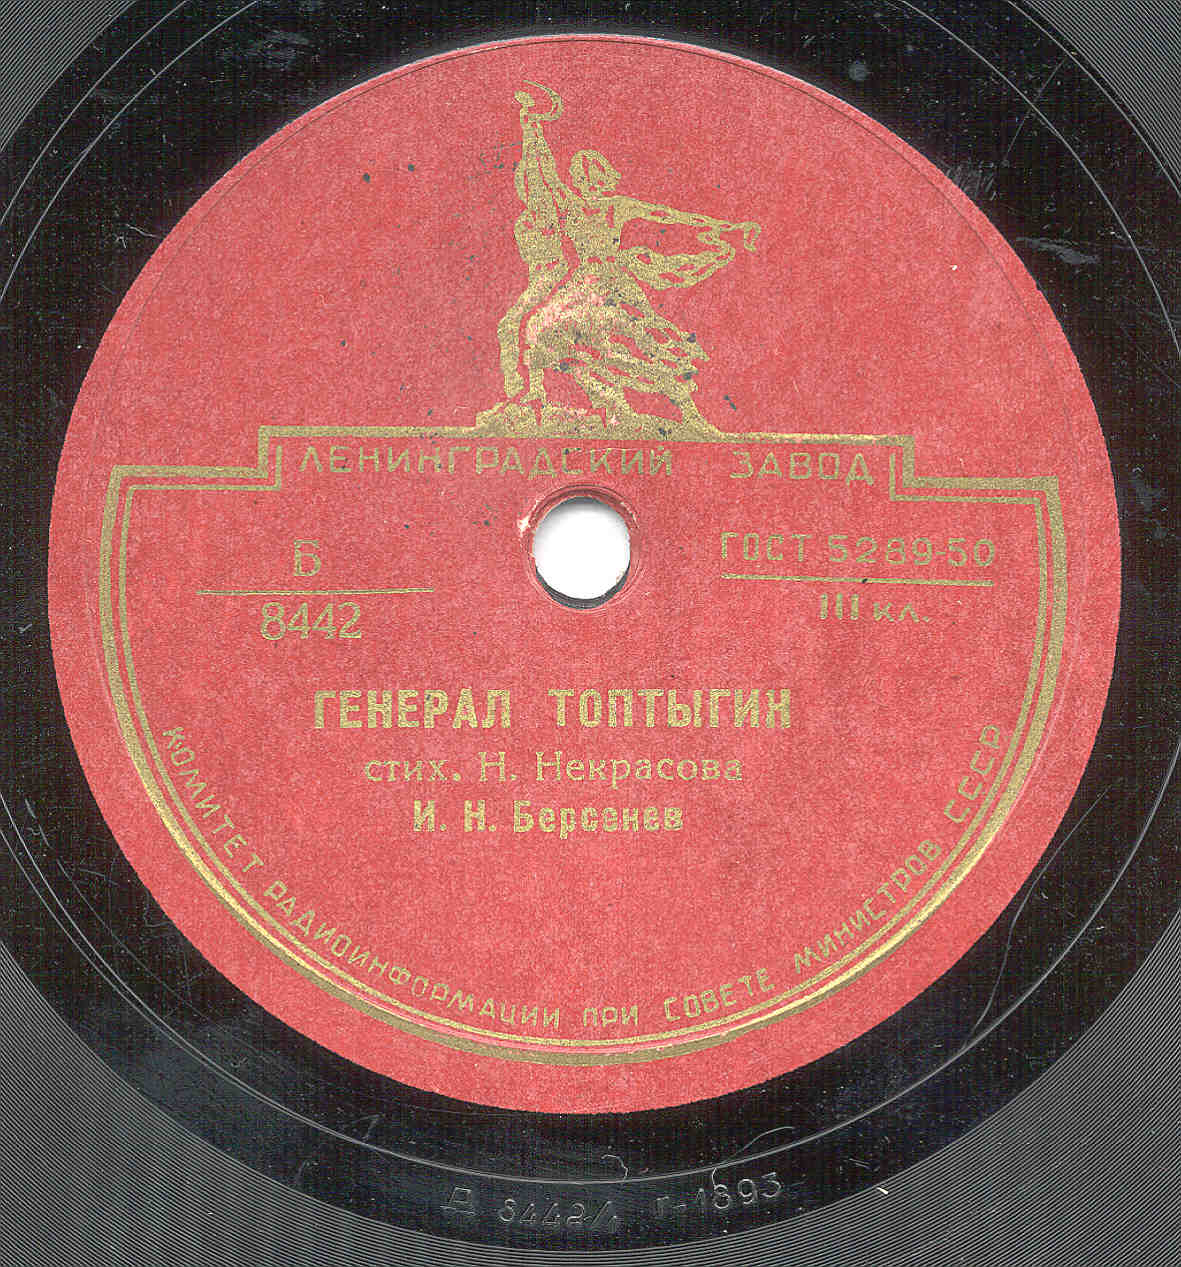 ЛЕНИНГРАДСКИЙ ЗАВОД
Б
8442
ГОСТ 5289-50
III кл.
ГЕНЕРАЛ ТОПТЫГИН
стих. Н. Некрасова
И. Н. Берсенев
КОМИТЕТ РАДИОИНФОРМАЦИИ ПРИ СОВЕТЕ МИНИСТРОВ СССР
8442/ Г-1893